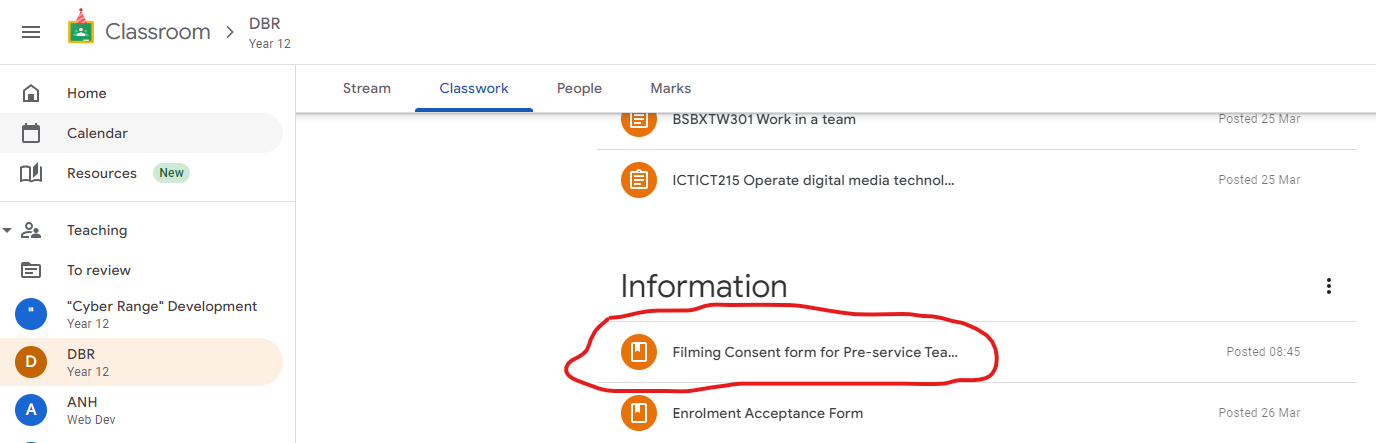 Classroom
DBR
Year 12
Home
Calendar
Resources New
Teaching
To review
"
"Cyber Range" Development
Year 12
D
DBR
Year 12
A
ANH
Web Dev
Stream Classwork People Marks
BSBXTW301 Work in a team Posted 25 Mar
ICTICT215 Operate digital media technol... Posted 25 Mar
Information
Filming Consent form for Pre-service Tea... Posted 08:45
Enrolment Acceptance Form Posted 26 Mar